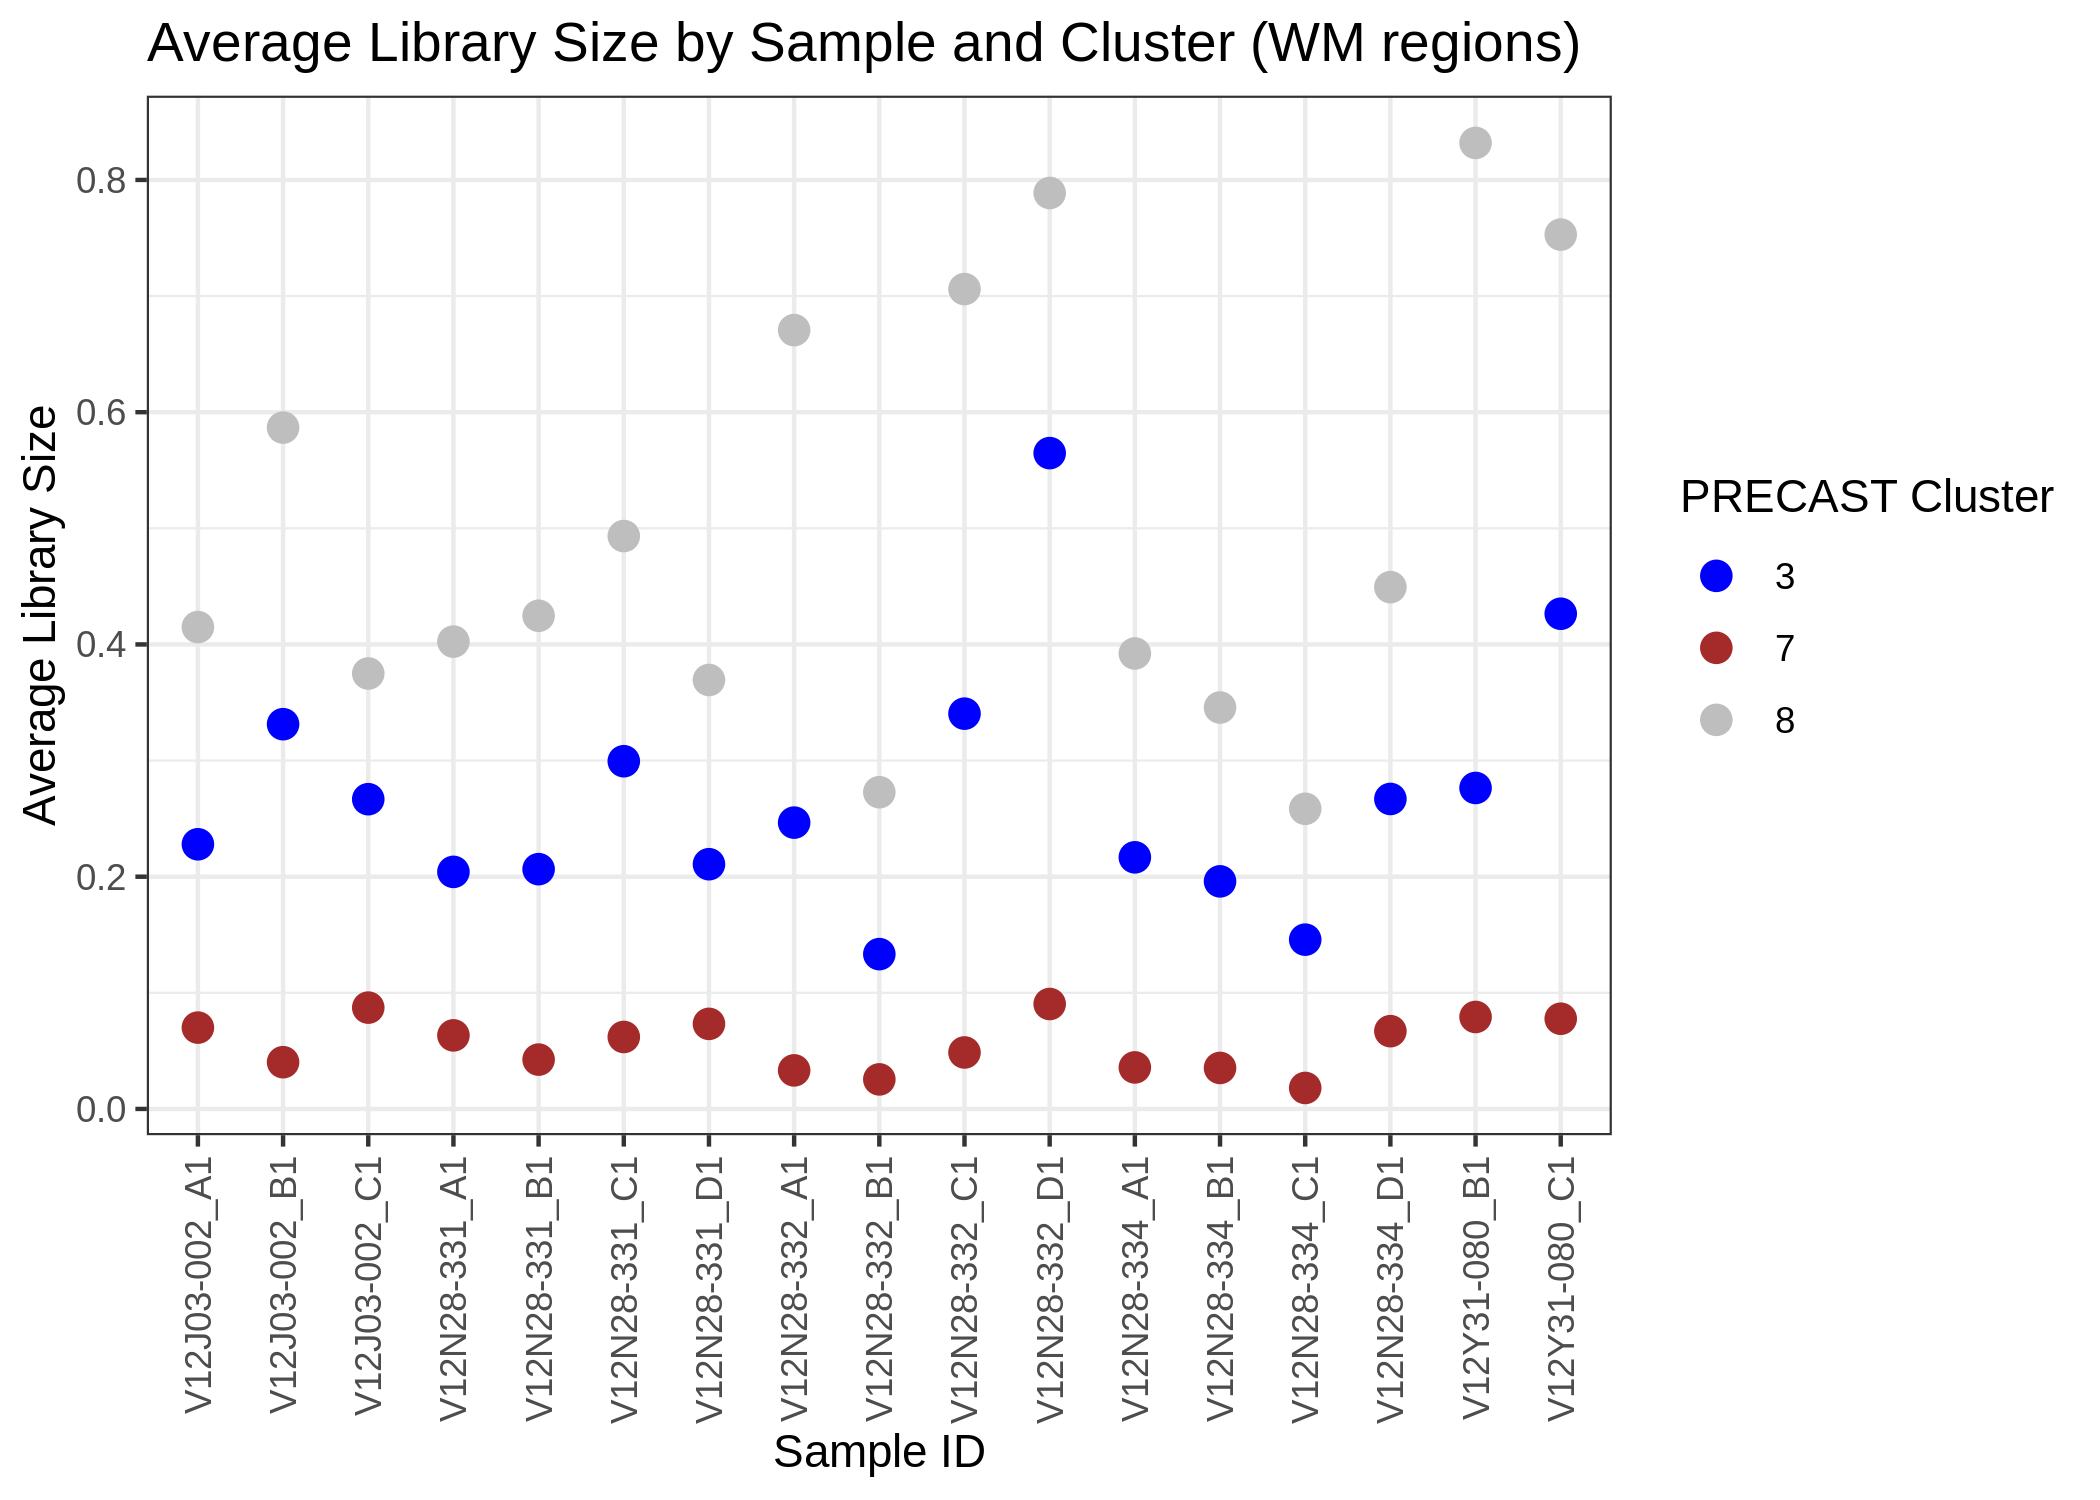 Average Library Size by Sample and Cluster (WM regions)
Average Library Size
0.8
0.6
0.4
0.2
0.0
V12J03-002_A1
V12J03-002_B1
V12J03-002_C1
V12N28-331_A1
V12N28-331_B1
V12N28-331_C1
V12N28-331_D1
V12N28-332_A1
V12N28-332_B1
V12N28-332_C1
V12N28-332_D1
V12N28-334_A1
V12N28-334_B1
V12N28-334_C1
V12N28-334_D1
V12Y31-080_B1
V12Y31-080_C1
Sample ID
PRECAST Cluster
3
7
8